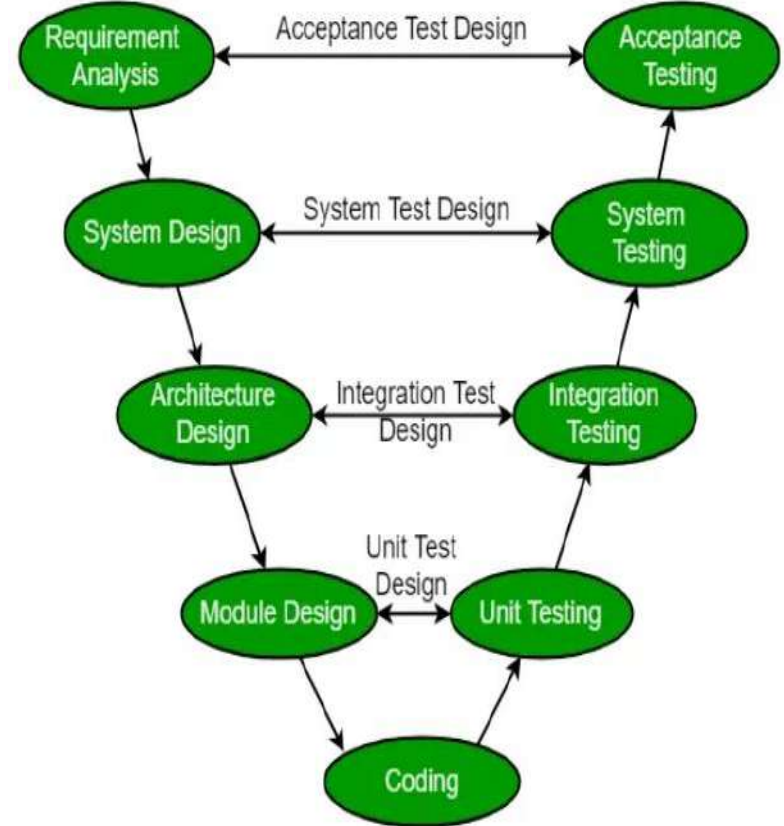 Requirement
Analysis
Acceptance Test Design
Acceptance
Testing
System Design
System Test Design
System
Testing
Architecture
Design
Integration Test
Design
Integration
Testing
Module Design
Unit Test
Design
Unit Testing
Coding